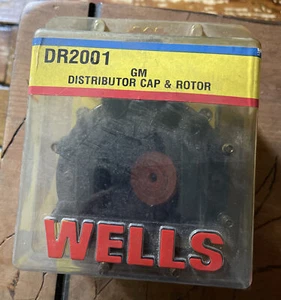 DR2001
GM
DISTRIBUTOR CAP & ROTOR
WELLS